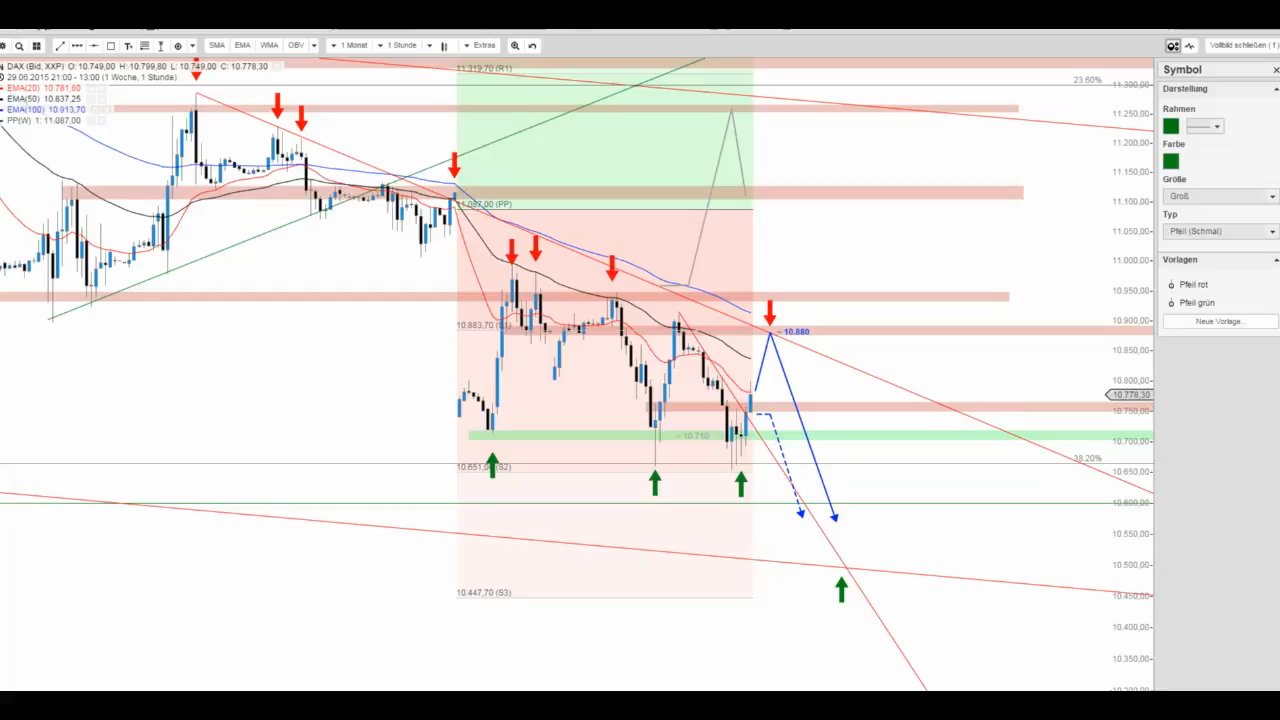 SMA EMA WMA OBV 1 Monat 1 Stunde Extras Vollbild schließen ( f )
DAX (Bid, XXP) O: 10.749,00 H: 10.799,80 L: 10.749,00 C: 10.778,30
29.06.2015 21:00 - 13:00 (1 Woche, 1 Stunde)
EMA(20) 10.781,80
EMA(50) 10.837,25
EMA(100) 10.913,70
PP(W) 1: 11.087,00
11.319,70 (R1)
11.087,00 (PP)
10.883,70 (S1)
10.651,00 (S2)
10.447,70 (S3)
10.880
10.710
23.60%
38.20%
11.300,00
11.250,00
11.200,00
11.150,00
11.100,00
11.050,00
11.000,00
10.950,00
10.900,00
10.850,00
10.800,00
10.778,30
10.750,00
10.700,00
10.650,00
10.600,00
10.550,00
10.500,00
10.450,00
10.400,00
10.350,00
Symbol
Darstellung
Rahmen
Farbe
Größe
Groß
Typ
Pfeil (Schmal)
Vorlagen
Pfeil rot
Pfeil grün
Neue Vorlage...